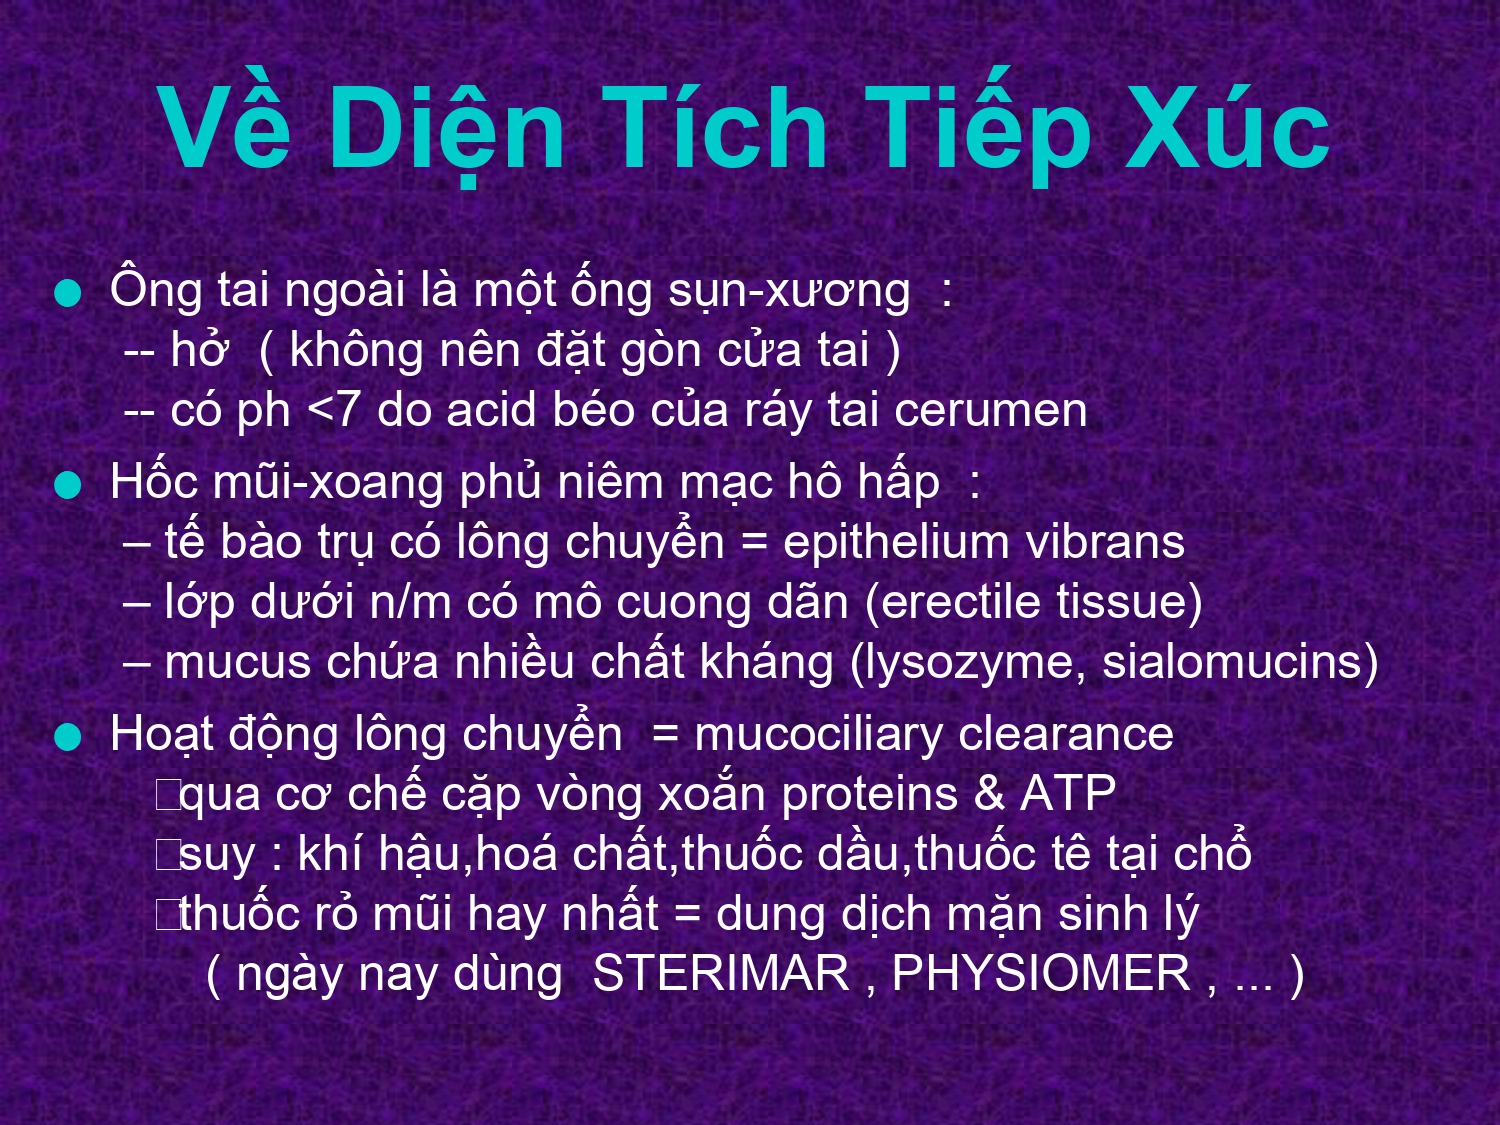 Về Diện Tích Tiếp Xúc
Ông tai ngoài là một ống sụn-xương :
-- hở ( không nên đặt gòn cửa tai )
-- có ph <7 do acid béo của ráy tai cerumen
Hốc mũi-xoang phủ niêm mạc hô hấp :
– tế bào trụ có lông chuyển = epithelium vibrans
– lớp dưới n/m có mô cuong dãn (erectile tissue)
– mucus chứa nhiều chất kháng (lysozyme, sialomucins)
Hoạt động lông chuyển = mucociliary clearance
qua cơ chế cặp vòng xoắn proteins & ATP
suy : khí hậu,hoá chất,thuốc dầu,thuốc tê tại chổ
thuốc rỏ mũi hay nhất = dung dịch mặn sinh lý
( ngày nay dùng STERIMAR , PHYSIOMER , ... )